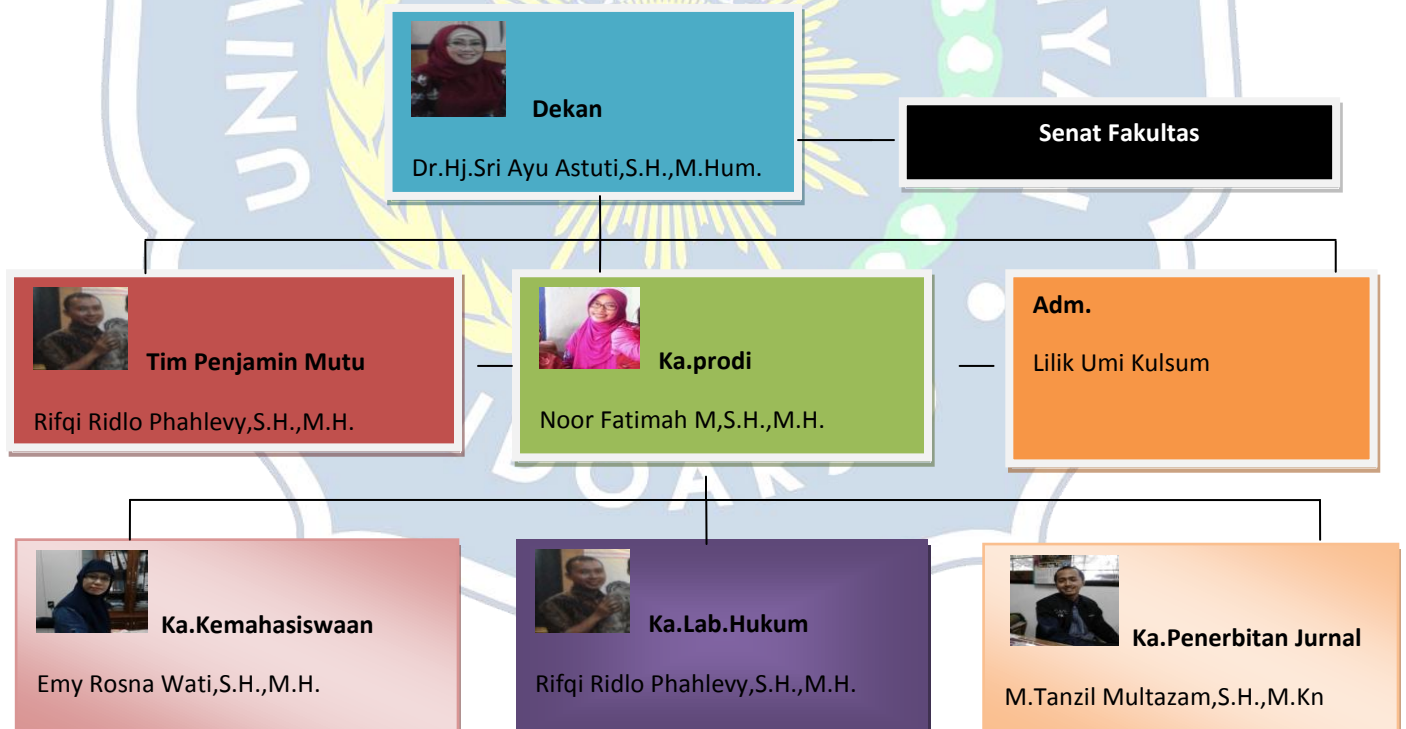 Dekan
Dr.Hj.Sri Ayu Astuti,S.H.,M.Hum.
Senat Fakultas
Tim Penjamin Mutu
Rifqi Ridlo Phahlevy,S.H.,M.H.
Ka.prodi
Noor Fatimah M,S.H.,M.H.
Adm.
Lilik Umi Kulsum
Ka.Kemahasiswaan
Emy Rosna Wati,S.H.,M.H.
Ka.Lab.Hukum
Rifqi Ridlo Phahlevy,S.H.,M.H.
Ka.Penerbitan Jurnal
M.Tanzil Multazam,S.H.,M.Kn